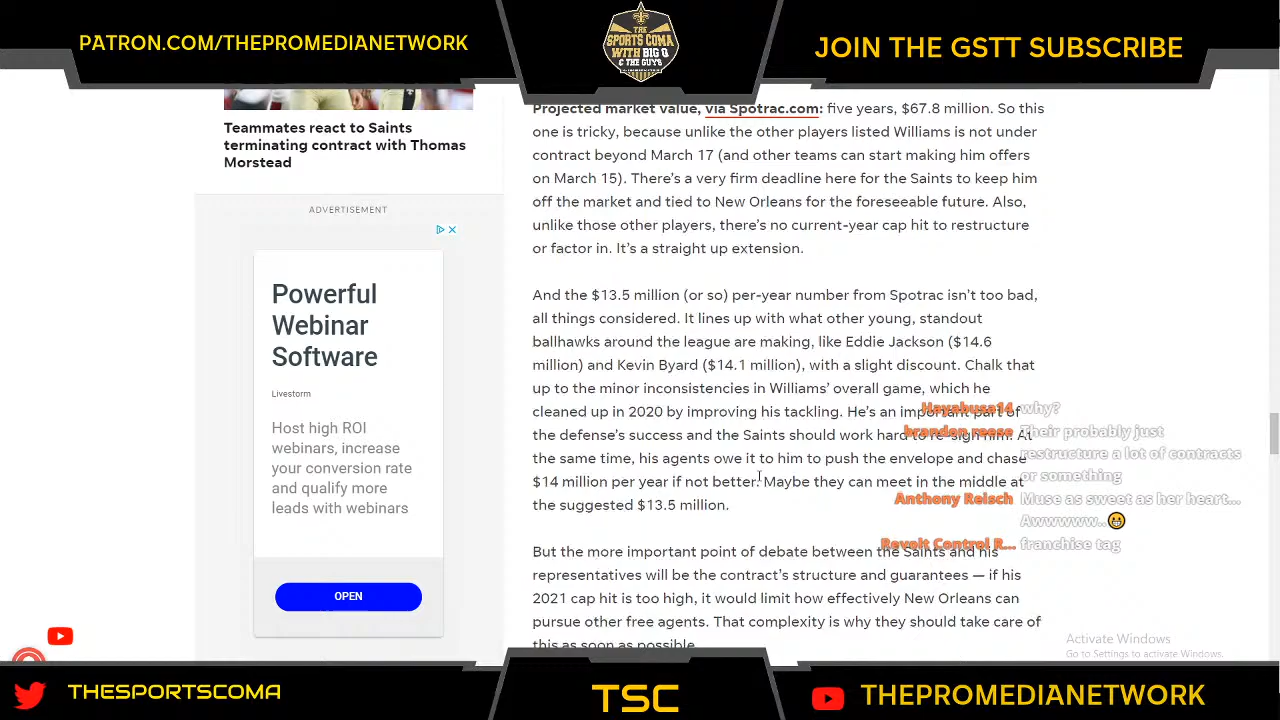 PATRON.COM/THEPROMEDIANETWORK
THE
SPORTS COMA
WITH BIG Q
& THE GUYS
JOIN THE GSTT SUBSCRIBE
Teammates react to Saints
terminating contract with Thomas
Morstead
ADVERTISEMENT
Powerful
Webinar
Software
Livestorm
Host high ROI
webinars, increase
your conversion rate
and qualify more
leads with webinars
OPEN
Projected market value, via Spotrac.com: five years, $67.8 million. So this
one is tricky, because unlike the other players listed Williams is not under
contract beyond March 17 (and other teams can start making him offers
on March 15). There's a very firm deadline here for the Saints to keep him
off the market and tied to New Orleans for the foreseeable future. Also,
unlike those other players, there's no current-year cap hit to restructure
or factor in. It's a straight up extension.
And the $13.5 million (or so) per-year number from Spotrac isn't too bad,
all things considered. It lines up with what other young, standout
ballhawks around the league are making, like Eddie Jackson ($14.6
million) and Kevin Byard ($14.1 million), with a slight discount. Chalk that
up to the minor inconsistencies in Williams' overall game, which he
cleaned up in 2020 by improving his tackling. He's an important part of
the defense's success and the Saints should work hard to re-sign him. At
the same time, his agents owe it to him to push the envelope and chase
$14 million per year if not better. Maybe they can meet in the middle at
the suggested $13.5 million.
But the more important point of debate between the Saints and his
representatives will be the contract's structure and guarantees — if his
2021 cap hit is too high, it would limit how effectively New Orleans can
pursue other free agents. That complexity is why they should take care of
this as soon as possible.
Hayabusa14 why?
brandon reese Their probably just
restructure a lot of contracts
or something
Anthony Reisch Muse as sweet as her heart...
Awwwww..😀
Revolt Control R... franchise tag
Activate Windows
Go to Settings to activate Windows.
THESPORTSCOMA
TSC
THEPROMEDIANETWORK